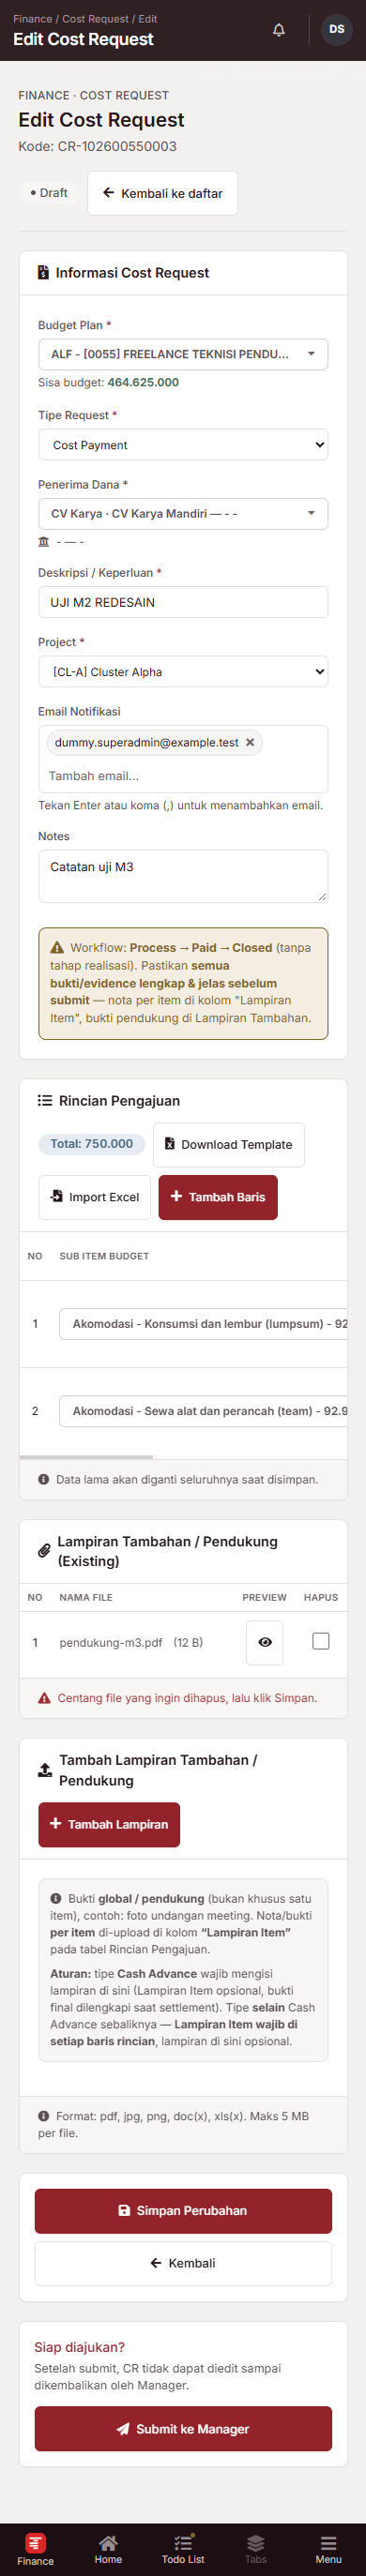 Finance / Cost Request / Edit
Edit Cost Request
DS
FINANCE · COST REQUEST
Edit Cost Request
Kode: CR-102600550003
• Draft
Kembali ke daftar
Informasi Cost Request
Budget Plan *
ALF - [0055] FREELANCE TEKNISI PENDU...
Sisa budget: 464.625.000
Tipe Request *
Cost Payment
Penerima Dana *
CV Karya · CV Karya Mandiri — - -
- — -
Deskripsi / Keperluan *
UJI M2 REDESAIN
Project *
[CL-A] Cluster Alpha
Email Notifikasi
dummy.superadmin@example.test ×
Tambah email...
Tekan Enter atau koma (,) untuk menambahkan email.
Notes
Catatan uji M3
Workflow: Process → Paid → Closed (tanpa
tahap realisasi). Pastikan semua
bukti/evidence lengkap & jelas sebelum
submit — nota per item di kolom "Lampiran
Item", bukti pendukung di Lampiran Tambahan.
Rincian Pengajuan
Total: 750.000
Download Template
Import Excel
Tambah Baris
NO SUB ITEM BUDGET
1 Akomodasi - Konsumsi dan lembur (lumpsum) - 92
2 Akomodasi - Sewa alat dan perancah (team) - 92.9
Data lama akan diganti seluruhnya saat disimpan.
Lampiran Tambahan / Pendukung
(Existing)
NO NAMA FILE PREVIEW HAPUS
1 pendukung-m3.pdf (12 B)
Centang file yang ingin dihapus, lalu klik Simpan.
Tambah Lampiran Tambahan /
Pendukung
Tambah Lampiran
Bukti global / pendukung (bukan khusus satu
item), contoh: foto undangan meeting. Nota/bukti
per item di-upload di kolom “Lampiran Item”
pada tabel Rincian Pengajuan.
Aturan: tipe Cash Advance wajib mengisi
lampiran di sini (Lampiran Item opsional, bukti
final dilengkapi saat settlement). Tipe selain Cash
Advance sebaliknya — Lampiran Item wajib di
setiap baris rincian, lampiran di sini opsional.
Format: pdf, jpg, png, doc(x), xls(x). Maks 5 MB
per file.
Simpan Perubahan
Kembali
Siap diajukan?
Setelah submit, CR tidak dapat diedit sampai
dikembalikan oleh Manager.
Submit ke Manager
Finance Home Todo List Tabs Menu